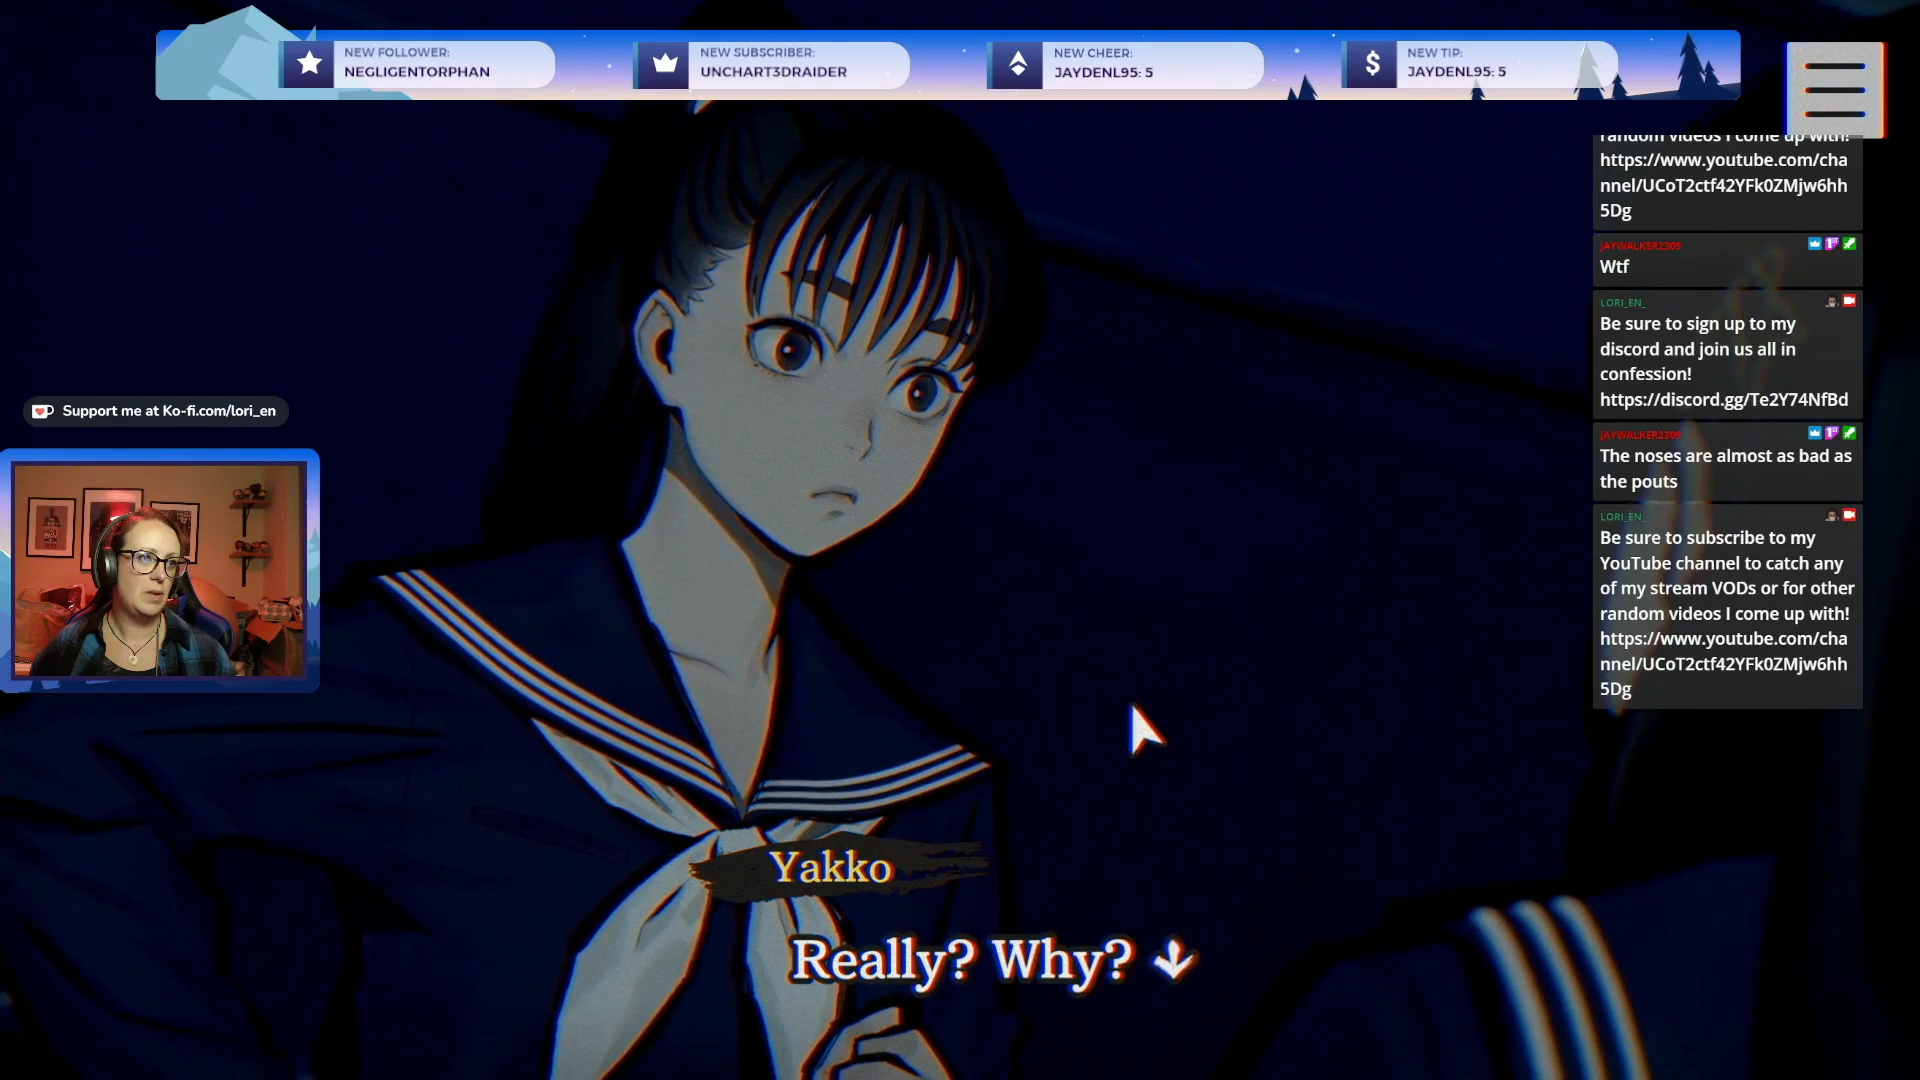 NEW FOLLOWER:
NEGLIGENTORPHAN
NEW SUBSCRIBER:
UNCHART3DRAIDER
NEW CHEER:
JAYDENL95: 5
NEW TIP:
JAYDENL95: 5
random videos I come up with!
https://www.youtube.com/cha
nnel/UCoT2ctf42YFk0ZMjw6hh
5Dg
JAYWALKER2309
Wtf
LORI_EN_
Be sure to sign up to my
discord and join us all in
confession!
https://discord.gg/Te2Y74NfBd
JAYWALKER2309
The noses are almost as bad as
the pouts
LORI_EN_
Be sure to subscribe to my
YouTube channel to catch any
of my stream VODs or for other
random videos I come up with!
https://www.youtube.com/cha
nnel/UCoT2ctf42YFk0ZMjw6hh
5Dg
Support me at Ko-fi.com/lori_en
Yakko
Really? Why?